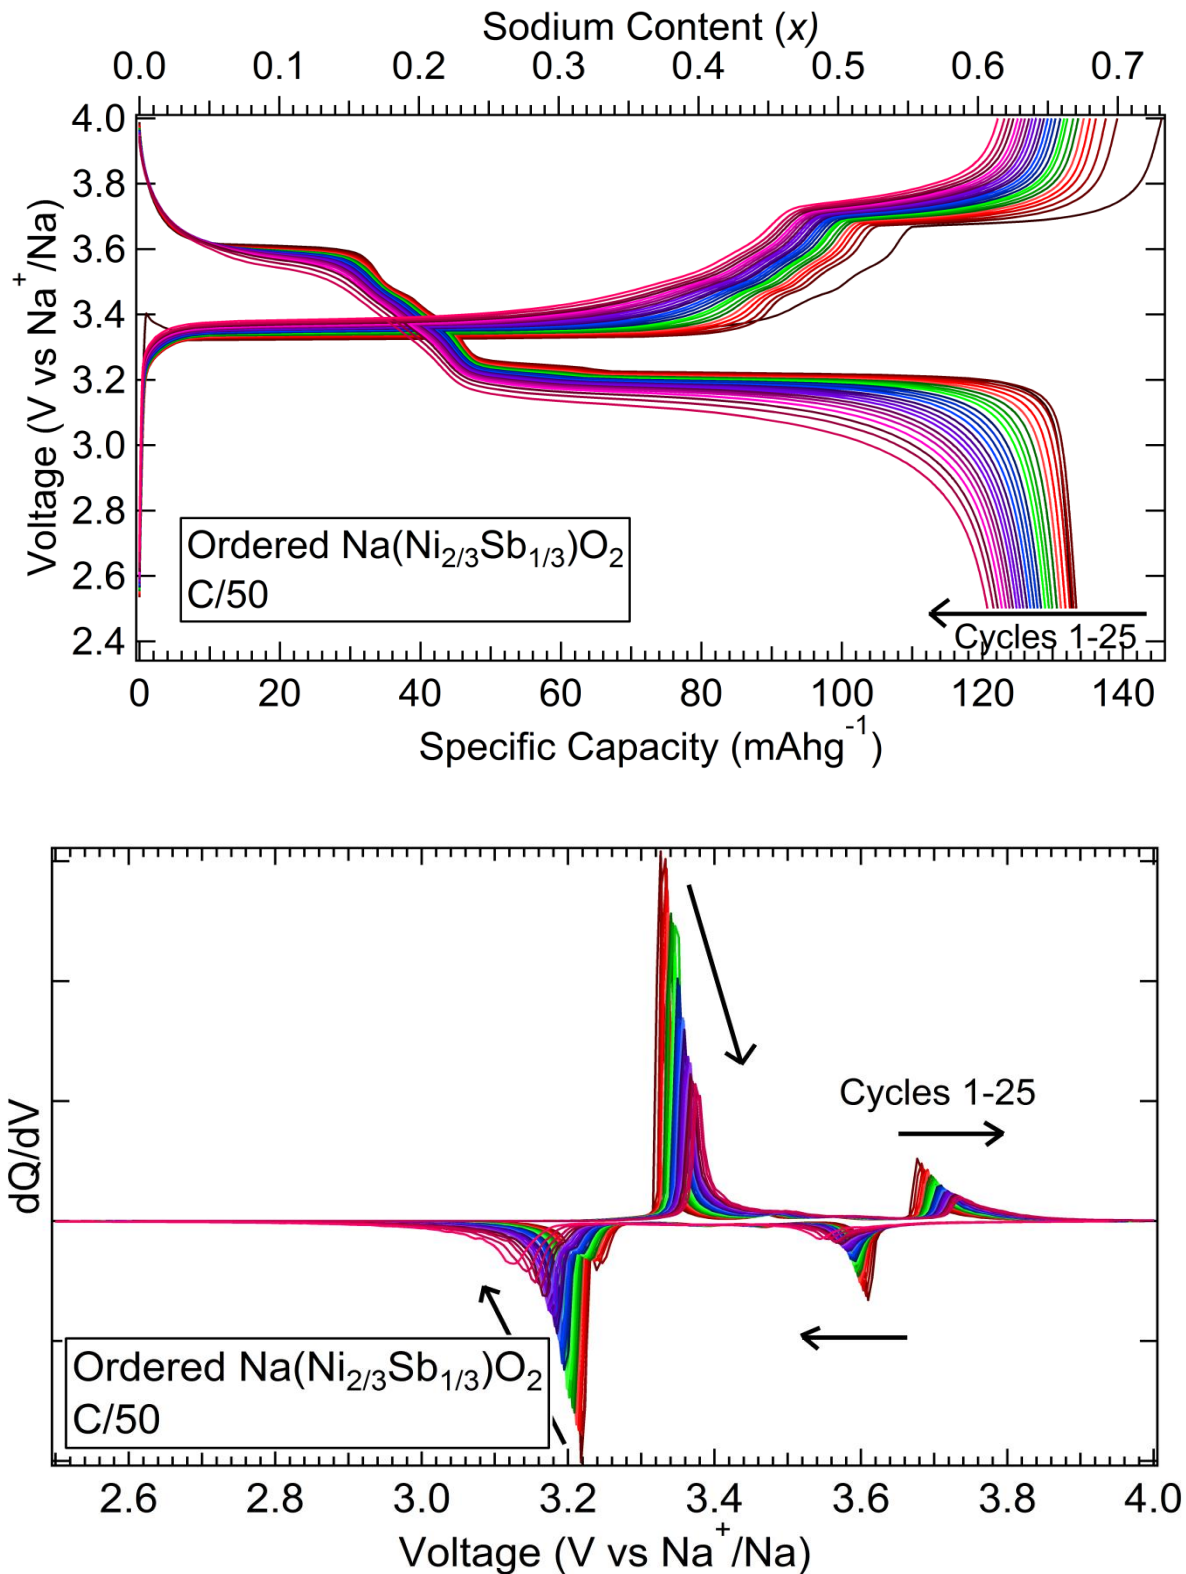 Sodium Content (x)
0.0 0.1 0.2 0.3 0.4 0.5 0.6 0.7
4.0
3.8
3.6
3.4
3.2
3.0
2.8
2.6
2.4
Voltage (V vs Na⁺/Na)
Ordered Na(Ni₂/₃Sb₁/₃)O₂
C/50
Cycles 1-25
0 20 40 60 80 100 120 140
Specific Capacity (mAhg⁻¹)
dQ/dV
Cycles 1-25
Ordered Na(Ni₂/₃Sb₁/₃)O₂
C/50
2.6 2.8 3.0 3.2 3.4 3.6 3.8 4.0
Voltage (V vs Na⁺/Na)